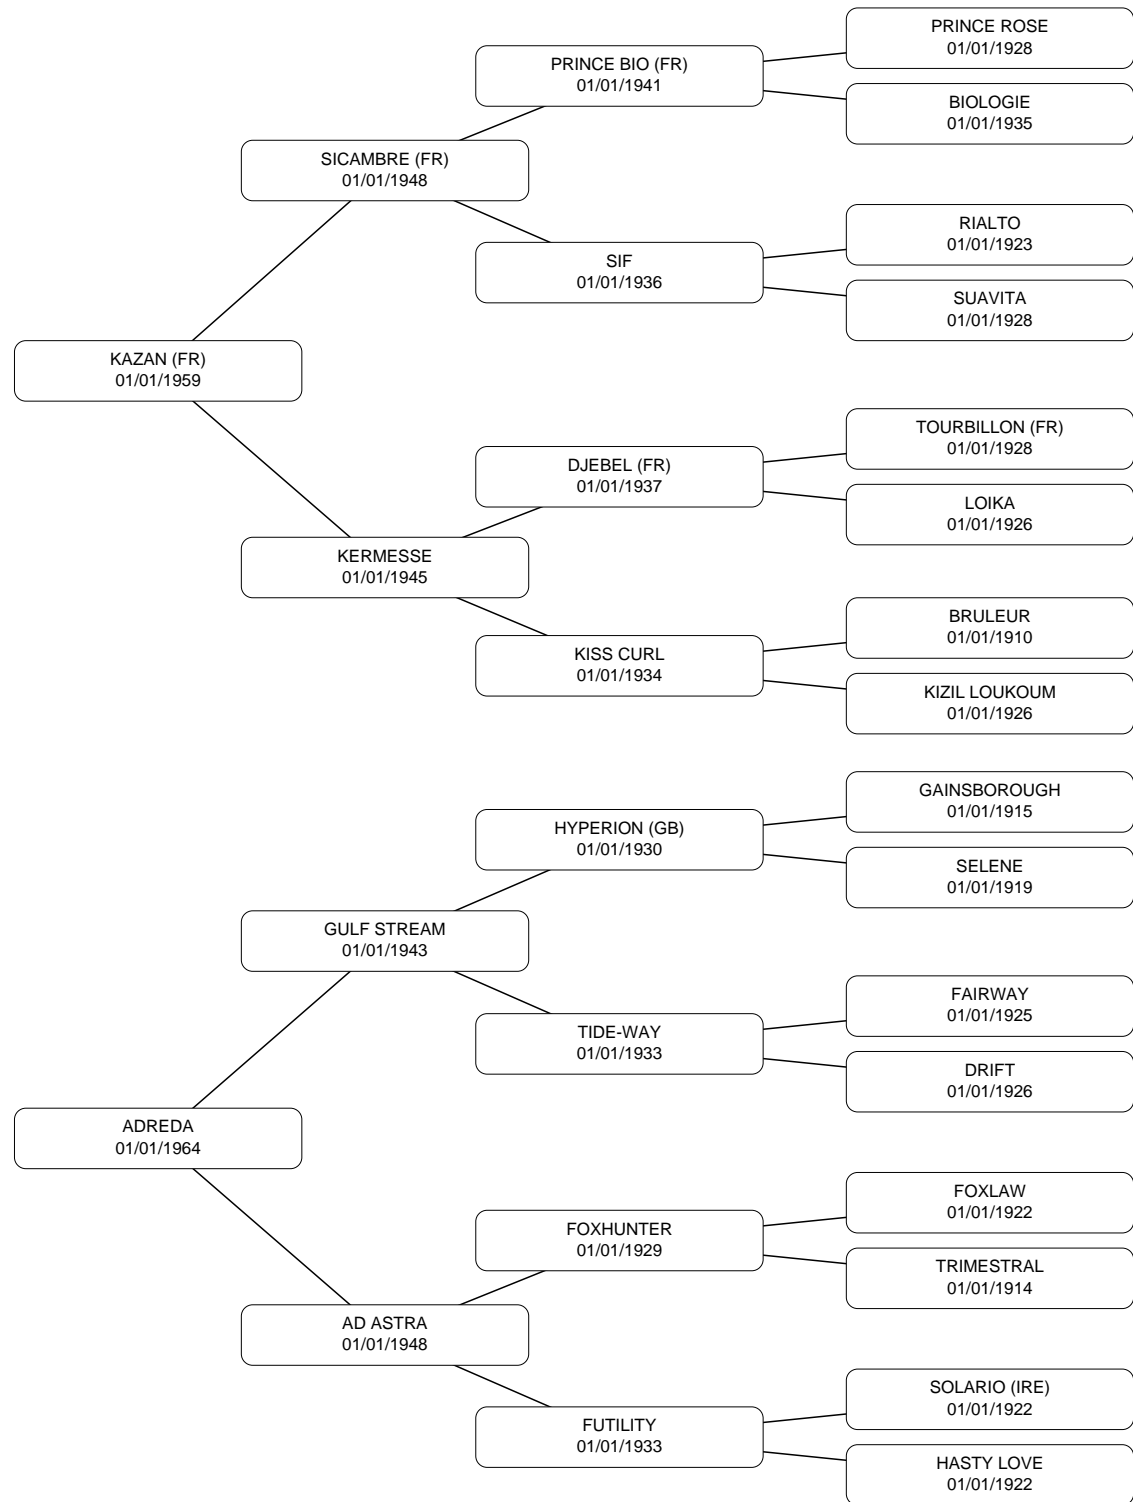 PRINCE ROSE
01/01/1928
PRINCE BIO (FR)
01/01/1941
BIOLOGIE
01/01/1935
SICAMBRE (FR)
01/01/1948
RIALTO
01/01/1923
SIF
01/01/1936
SUAVITA
01/01/1928
KAZAN (FR)
01/01/1959
TOURBILLON (FR)
01/01/1928
DJEBEL (FR)
01/01/1937
LOIKA
01/01/1926
KERMESSE
01/01/1945
BRULEUR
01/01/1910
KISS CURL
01/01/1934
KIZIL LOUKOUM
01/01/1926
GAINSBOROUGH
01/01/1915
HYPERION (GB)
01/01/1930
SELENE
01/01/1919
GULF STREAM
01/01/1943
FAIRWAY
01/01/1925
TIDE-WAY
01/01/1933
DRIFT
01/01/1926
ADREDA
01/01/1964
FOXLAW
01/01/1922
FOXHUNTER
01/01/1929
TRIMESTRAL
01/01/1914
AD ASTRA
01/01/1948
SOLARIO (IRE)
01/01/1922
FUTILITY
01/01/1933
HASTY LOVE
01/01/1922